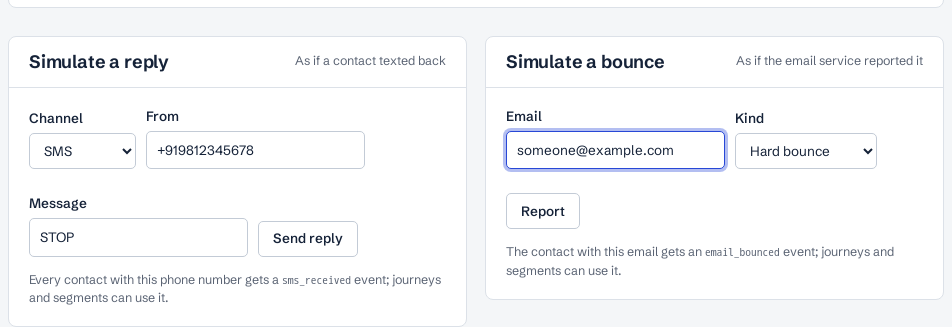 Simulate a reply
As if a contact texted back
Channel
From
SMS
+919812345678
Message
STOP
Send reply
Every contact with this phone number gets a sms_received event; journeys
and segments can use it.
Simulate a bounce
As if the email service reported it
Email
Kind
someone@example.com
Hard bounce
Report
The contact with this email gets an email_bounced event; journeys and
segments can use it.